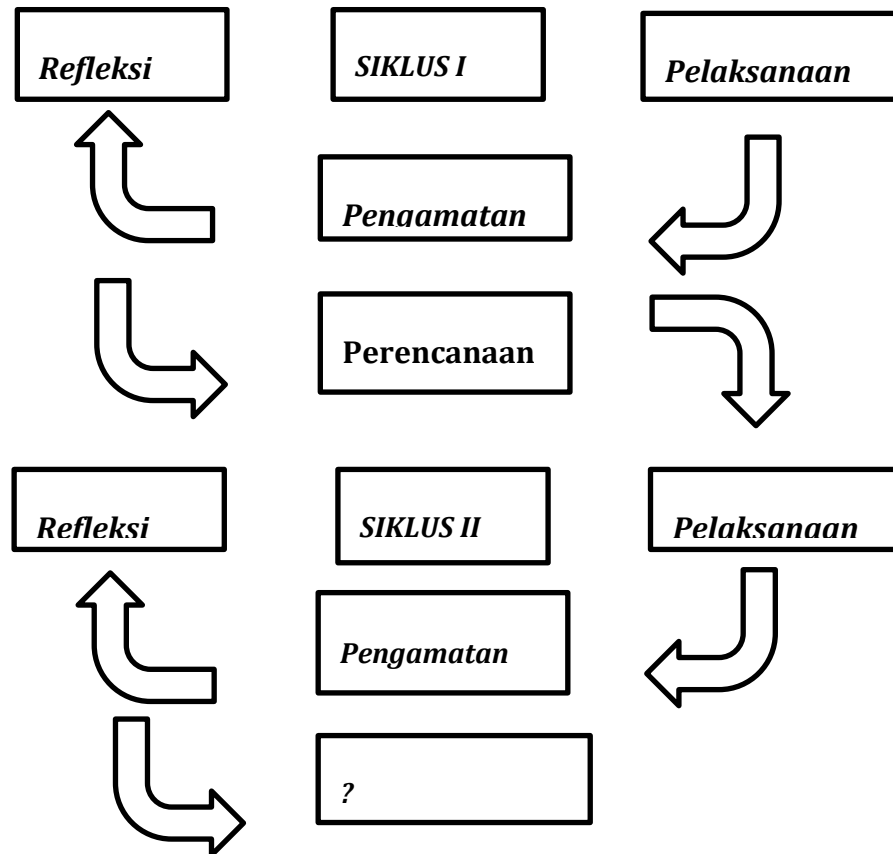 Refleksi
SIKLUS I
Pelaksanaan
Pengamatan
Perencanaan
Refleksi
SIKLUS II
Pelaksanaan
Pengamatan
?